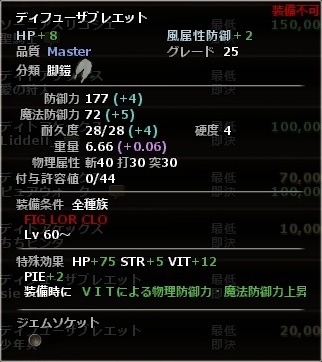 装備不可
ディフューザブレエット
HP+8 風属性防御+2
品質 Master グレード 25
分類 脚鎧
防御力 177 (+4)
魔法防御力 72 (+5)
耐久度 28/28 (+4) 硬度 4
重量 6.66 (+0.06)
物理属性 斬40 打30 突30
付与許容値 0/44
装備条件 全種族
FIG LOR CLO
Lv 60~
特殊効果 HP+75 STR+5 VIT+12
PIE+2
装備時に VITによる物理防御力・魔法防御力上昇
ジェムソケット